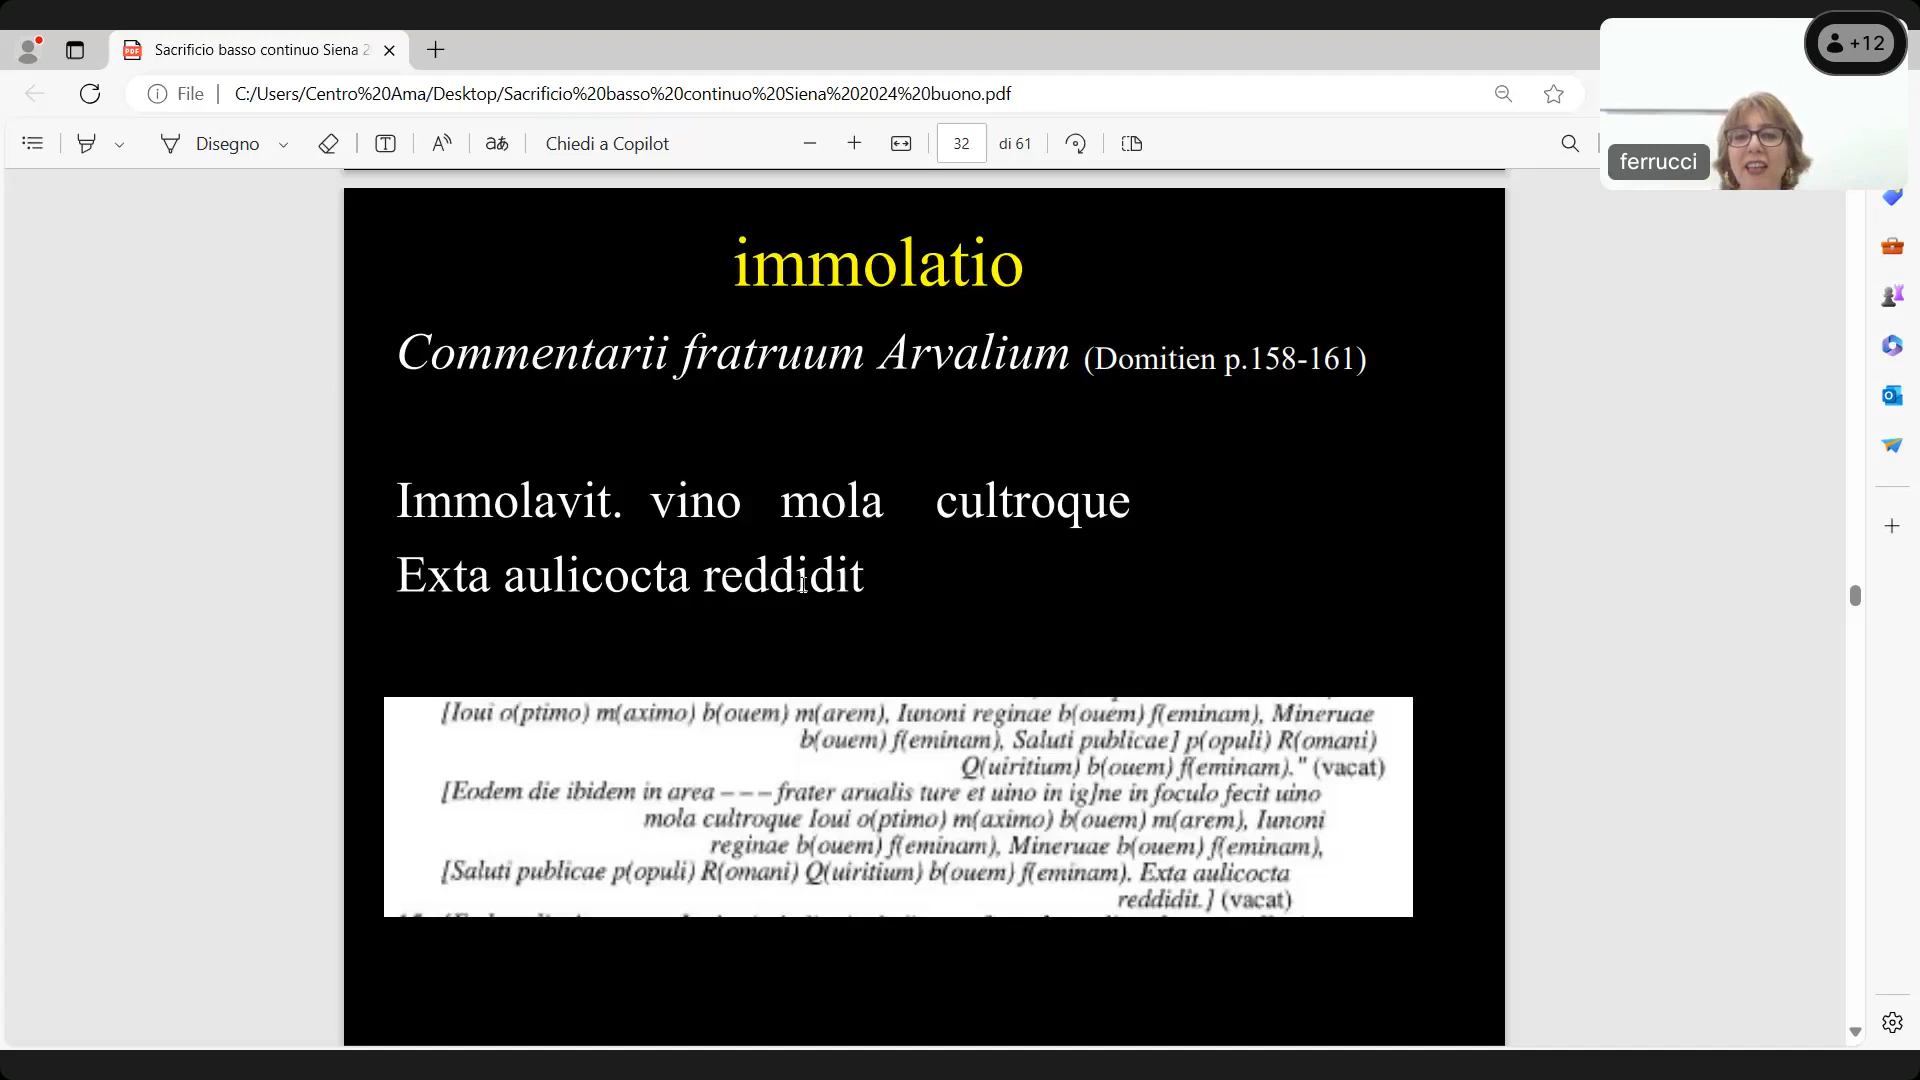 Sacrificio basso continuo Siena 2
+12
File
C:/Users/Centro%20Ama/Desktop/Sacrificio%20basso%20continuo%20Siena%202024%20buono.pdf
Disegno
Chiedi a Copilot
32
di 61
ferrucci
immolatio
Commentarii fratruum Arvalium (Domitien p.158-161)
Immolavit. vino mola cultroque
Exta aulicocta reddidit
[Ioui o(ptimo) m(aximo) b(ouem) m(arem), Iunoni reginae b(ouem) f(eminam), Mineruae
b(ouem) f(eminam), Saluti publicae] p(opuli) R(omani)
Q(uiritium) b(ouem) f(eminam)." (vacat)
[Eodem die ibidem in area – – – frater arualis ture et uino in ig]ne in foculo fecit uino
mola cultroque Ioui o(ptimo) m(aximo) b(ouem) m(arem), Iunoni
reginae b(ouem) f(eminam), Mineruae b(ouem) f(eminam),
[Saluti publicae p(opuli) R(omani) Q(uiritium) b(ouem) f(eminam). Exta aulicocta
reddidit.] (vacat)